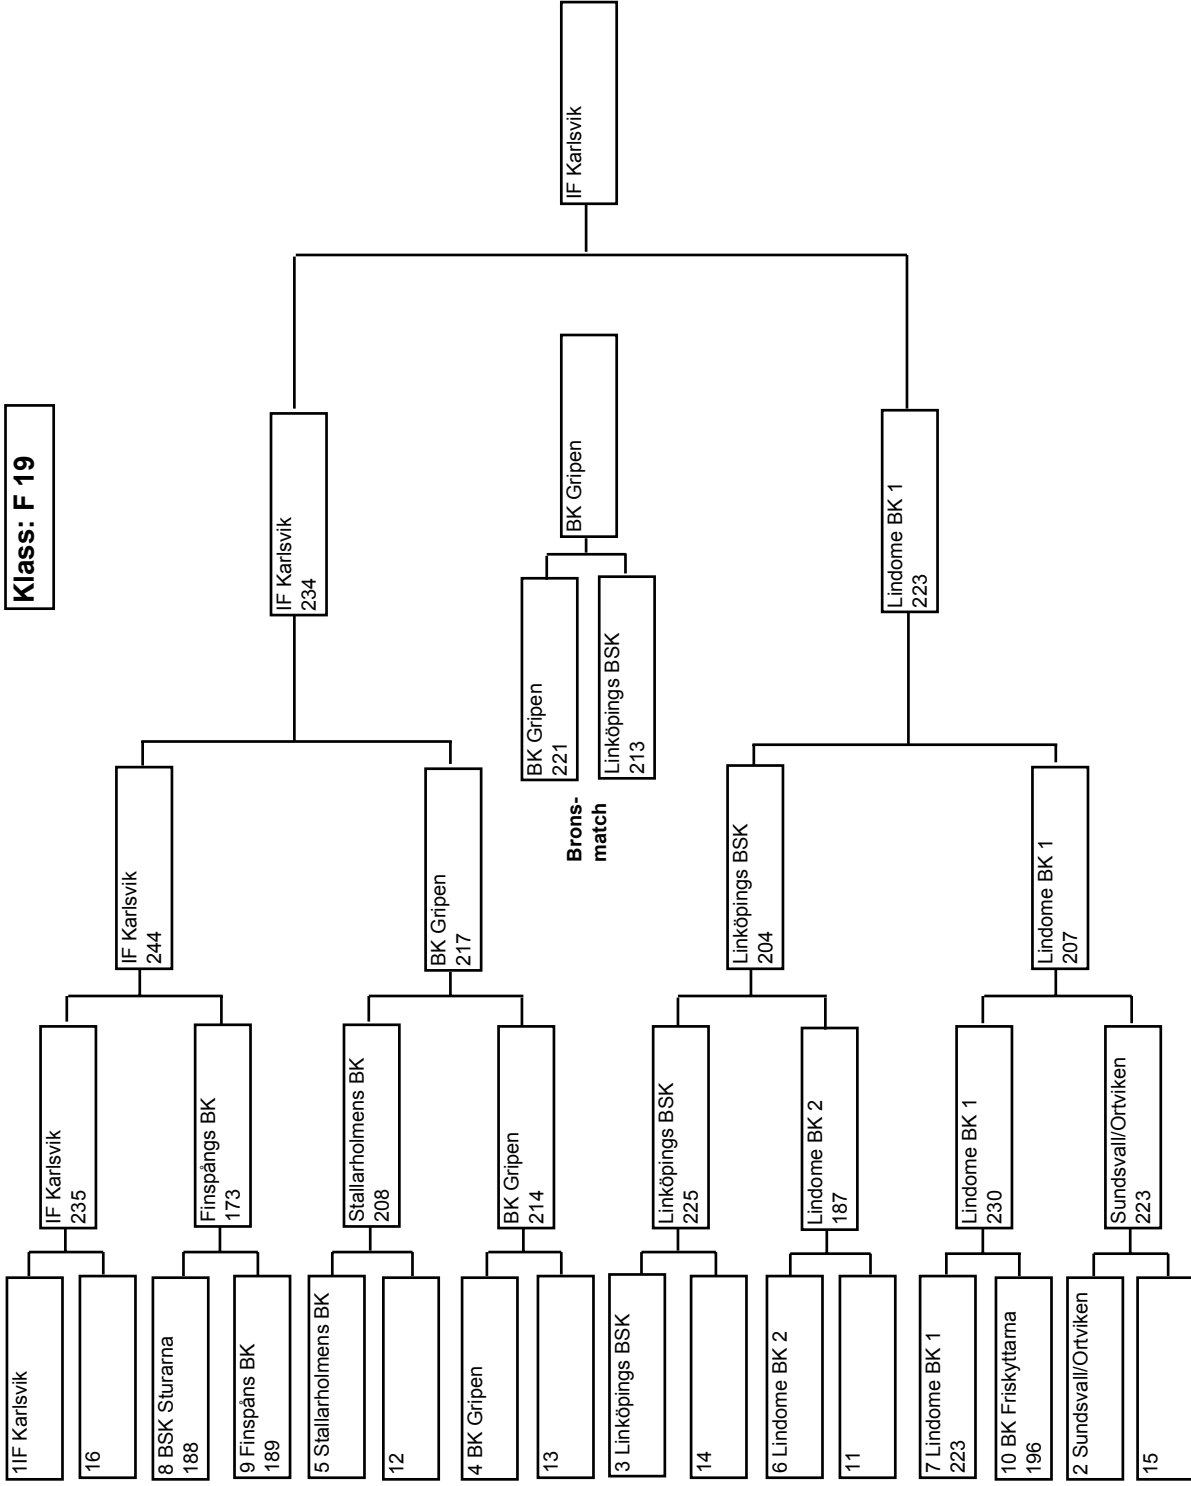 Klass: F 19
1IF Karlsvik
16
8 BSK Sturarna
188
9 Finspåns BK
189
5 Stallarholmens BK
12
4 BK Gripen
13
3 Linköpings BSK
14
6 Lindome BK 2
11
7 Lindome BK 1
223
10 BK Friskyttarna
196
2 Sundsvall/Ortviken
15
IF Karlsvik
235
Finspångs BK
173
Stallarholmens BK
208
BK Gripen
214
Linköpings BSK
225
Lindome BK 2
187
Lindome BK 1
230
Sundsvall/Ortviken
223
IF Karlsvik
244
BK Gripen
217
Linköpings BSK
204
Lindome BK 1
207
IF Karlsvik
234
Lindome BK 1
223
Brons-
match
BK Gripen
221
Linköpings BSK
213
BK Gripen
IF Karlsvik